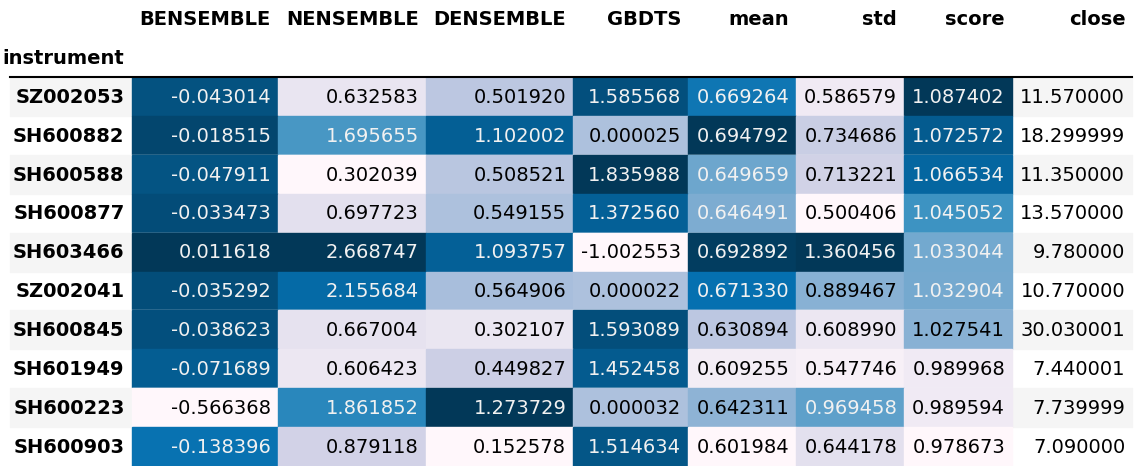 BENSEMBLE NENSEMBLE DENSEMBLE GBDTS mean std score close
instrument
SZ002053 -0.043014 0.632583 0.501920 1.585568 0.669264 0.586579 1.087402 11.570000
SH600882 -0.018515 1.695655 1.102002 0.000025 0.694792 0.734686 1.072572 18.299999
SH600588 -0.047911 0.302039 0.508521 1.835988 0.649659 0.713221 1.066534 11.350000
SH600877 -0.033473 0.697723 0.549155 1.372560 0.646491 0.500406 1.045052 13.570000
SH603466 0.011618 2.668747 1.093757 -1.002553 0.692892 1.360456 1.033044 9.780000
SZ002041 -0.035292 2.155684 0.564906 0.000022 0.671330 0.889467 1.032904 10.770000
SH600845 -0.038623 0.667004 0.302107 1.593089 0.630894 0.608990 1.027541 30.030001
SH601949 -0.071689 0.606423 0.449827 1.452458 0.609255 0.547746 0.989968 7.440001
SH600223 -0.566368 1.861852 1.273729 0.000032 0.642311 0.969458 0.989594 7.739999
SH600903 -0.138396 0.879118 0.152578 1.514634 0.601984 0.644178 0.978673 7.090000